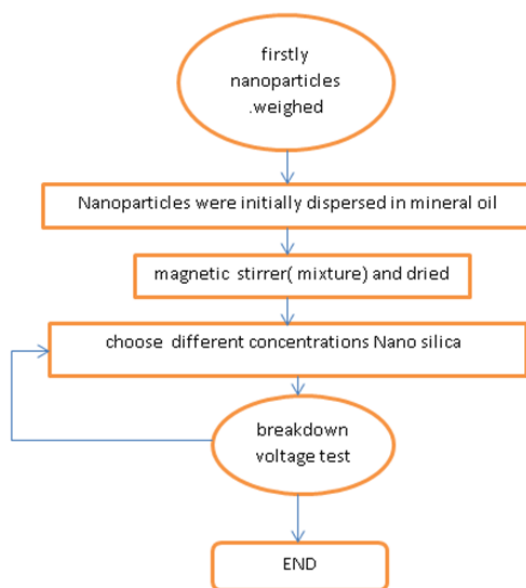 firstly
nanoparticles
.weighed
Nanoparticles were initially dispersed in mineral oil
magnetic stirrer( mixture) and dried
choose different concentrations Nano silica
breakdown
voltage test
END